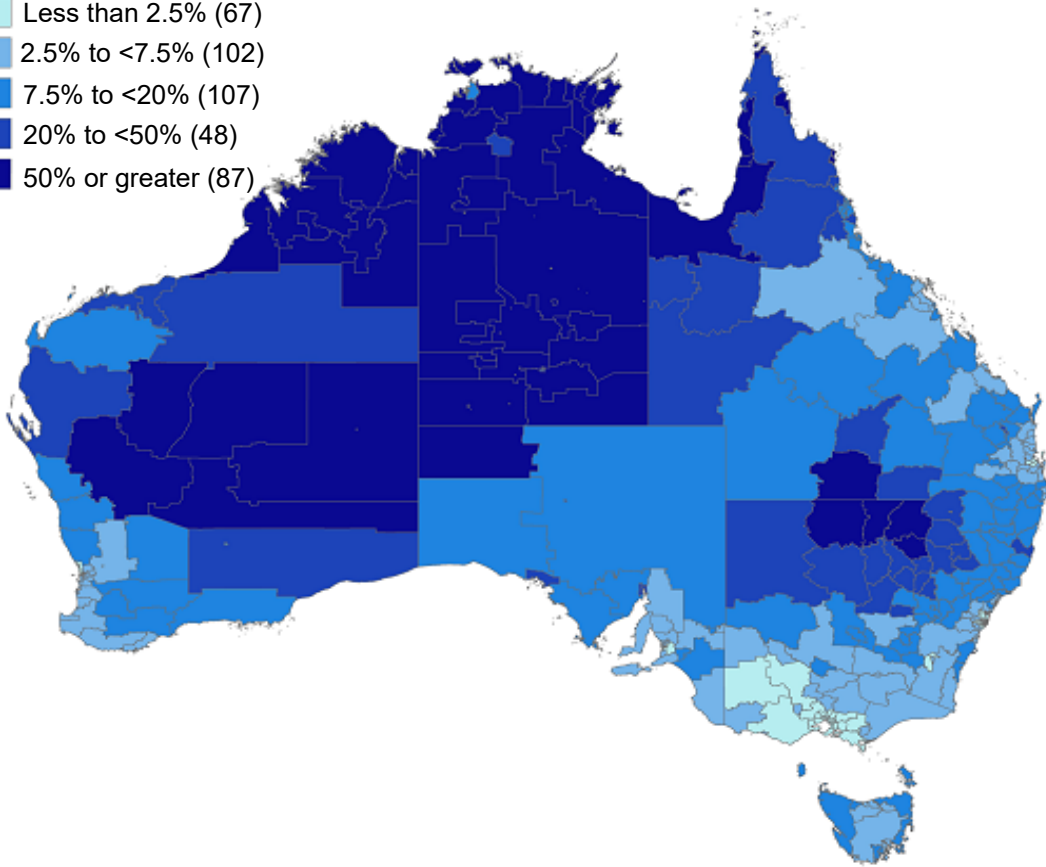 Less than 2.5% (67)
2.5% to <7.5% (102)
7.5% to <20% (107)
20% to <50% (48)
50% or greater (87)